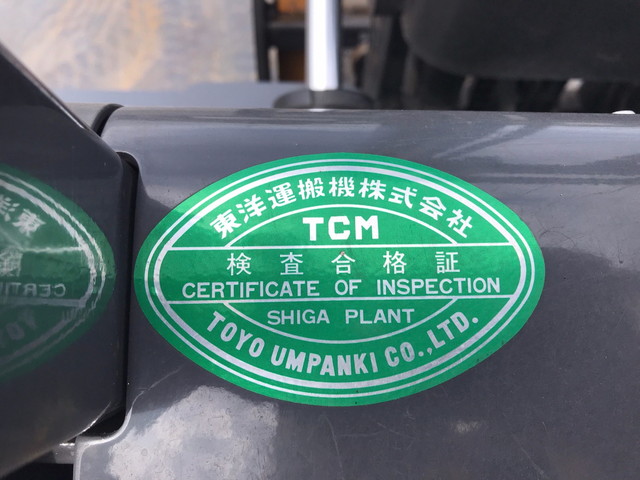 東洋運搬機株式会社
TCM
検査合格証
CERTIFICATE OF INSPECTION
SHIGA PLANT
TOYO UMPANKI CO.,LTD.